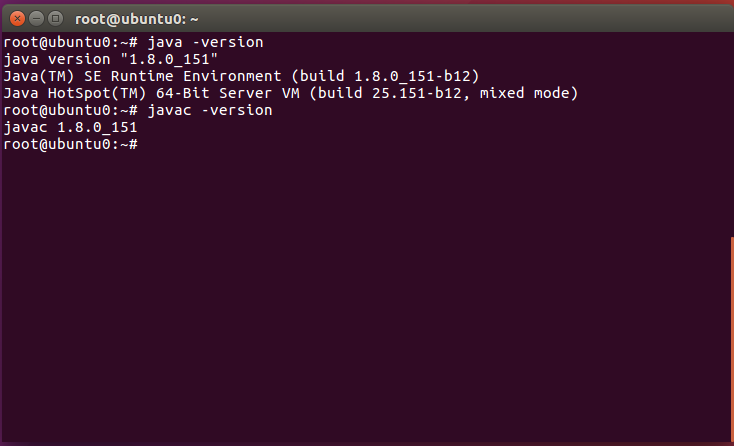 root@ubuntu0: ~
root@ubuntu0:~# java -version
java version "1.8.0_151"
Java(TM) SE Runtime Environment (build 1.8.0_151-b12)
Java HotSpot(TM) 64-Bit Server VM (build 25.151-b12, mixed mode)
root@ubuntu0:~# javac -version
javac 1.8.0_151
root@ubuntu0:~#